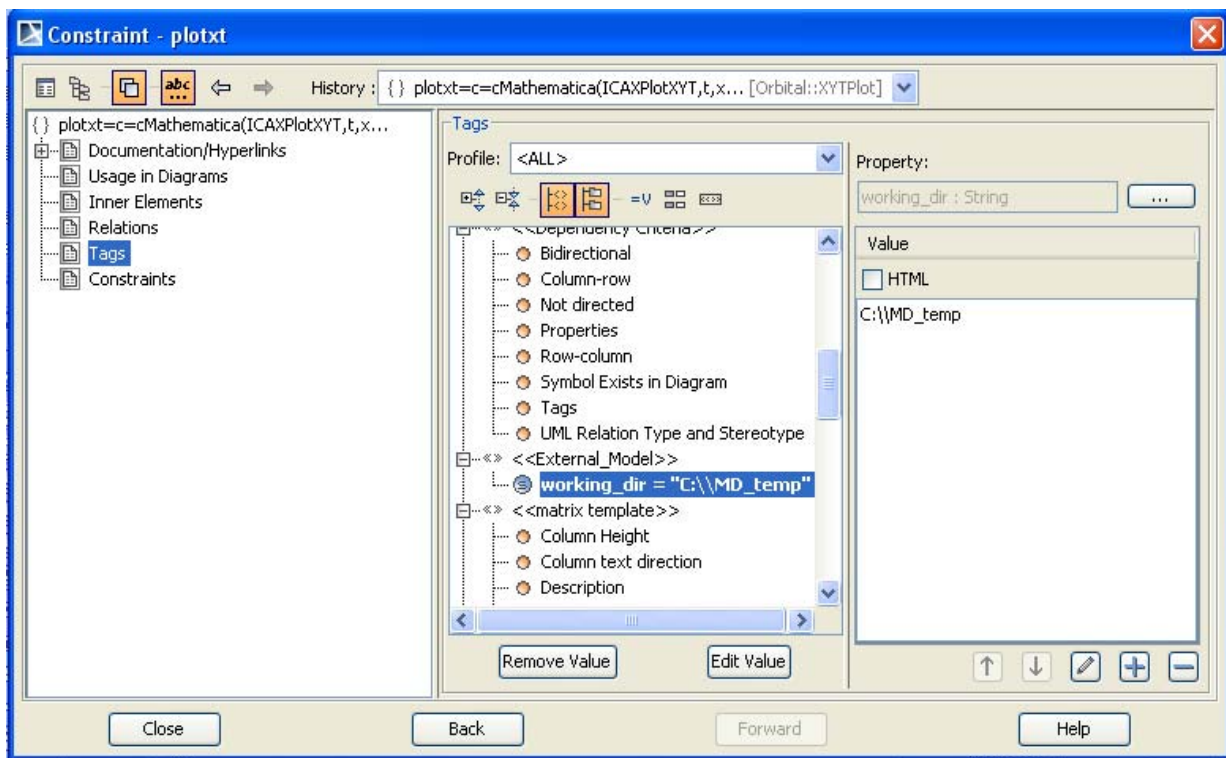 Constraint - plotxt
abc
History : { } plotxt=c=cMathematica(ICAXPlotXYT,t,x... [Orbital::XYTPlot]
{ } plotxt=c=cMathematica(ICAXPlotXYT,t,x...
Documentation/Hyperlinks
Usage in Diagrams
Inner Elements
Relations
Tags
Constraints
Tags
Profile: <ALL>
=V
<<Dependency Criteria>>
Bidirectional
Column-row
Not directed
Properties
Row-column
Symbol Exists in Diagram
Tags
UML Relation Type and Stereotype
«» <<External_Model>>
working_dir = "C:\\MD_temp"
«» <<matrix template>>
Column Height
Column text direction
Description
Remove Value
Edit Value
Property:
working_dir : String
...
Value
HTML
C:\\MD_temp
Close
Back
Forward
Help